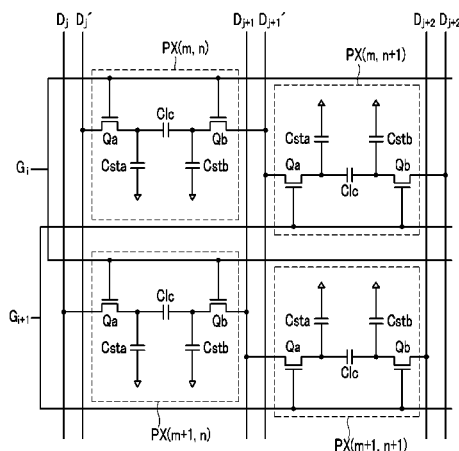 Dj Dj´ Dj+1 Dj+1´ Dj+2 Dj+2´
PX(m, n) PX(m, n+1)
Clc
Qa Qb Csta Cstb
Csta Cstb Qa Clc Qb
Gi
Gi+1
Clc
Qa Qb Csta Cstb
Csta Cstb Qa Clc Qb
PX(m+1, n) PX(m+1, n+1)